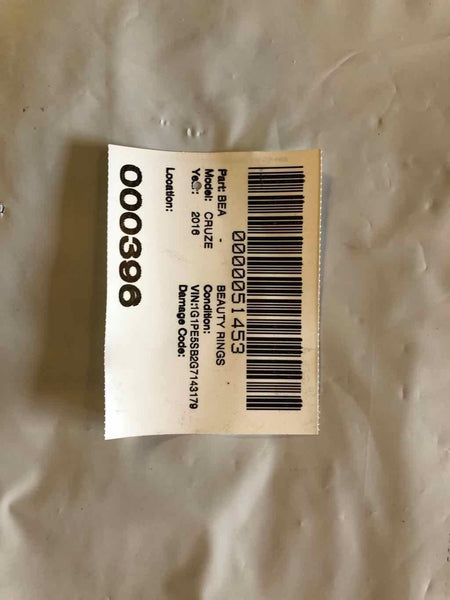 0000051453
Part: BEA - BEAUTY RINGS
Model: CRUZE Condition:
Year: 2016 VIN:1G1PE5SB2G7143179
Damage Code:
Location:
000396